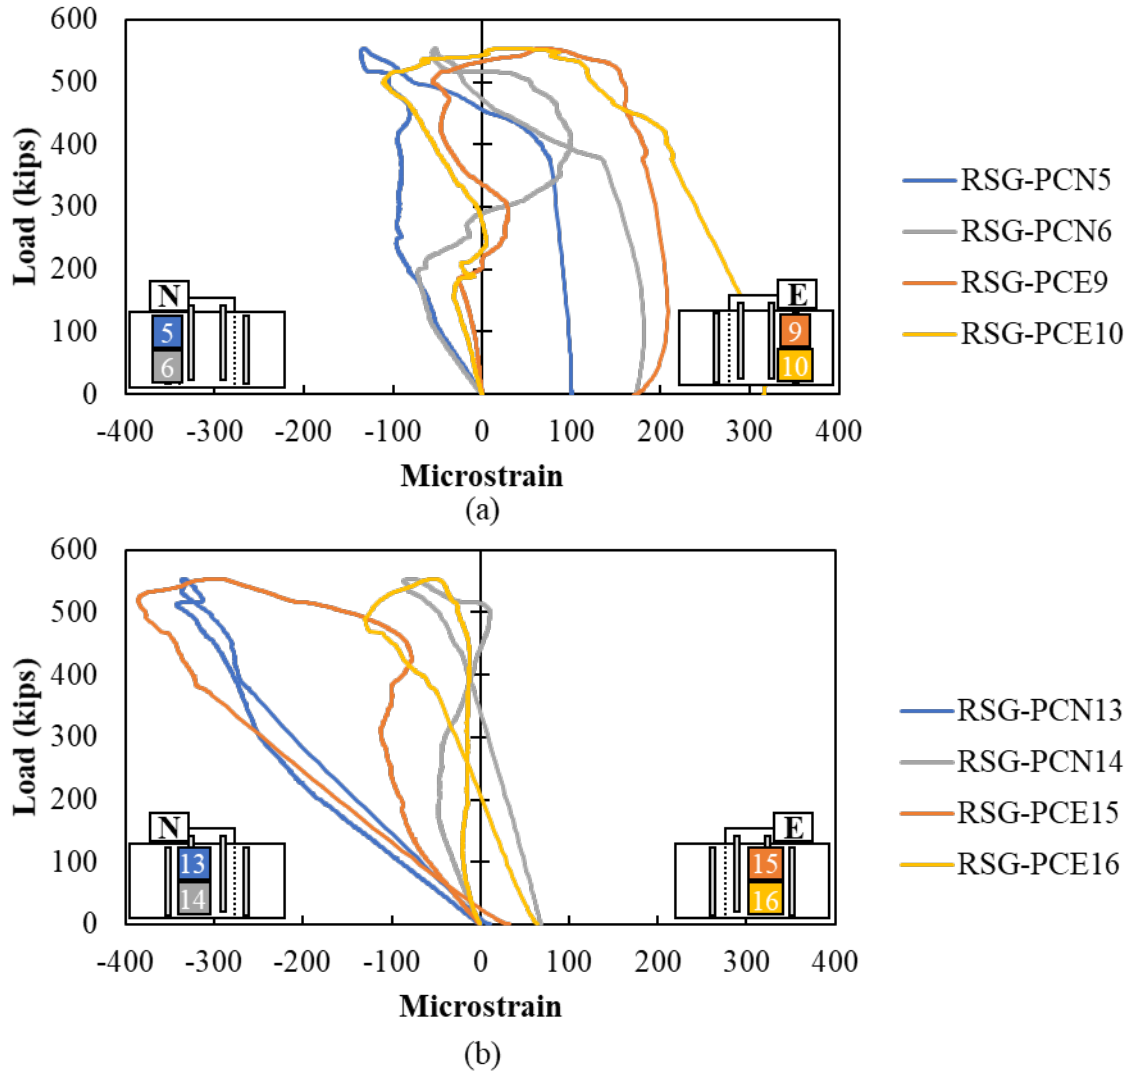 600
500
400
300
200
100
0
Load (kips)
-400 -300 -200 -100 0 100 200 300 400
Microstrain
(a)
N
5
6
E
9
10
RSG-PCN5
RSG-PCN6
RSG-PCE9
RSG-PCE10
600
500
400
300
200
100
0
Load (kips)
-400 -300 -200 -100 0 100 200 300 400
Microstrain
(b)
N
13
14
E
15
16
RSG-PCN13
RSG-PCN14
RSG-PCE15
RSG-PCE16